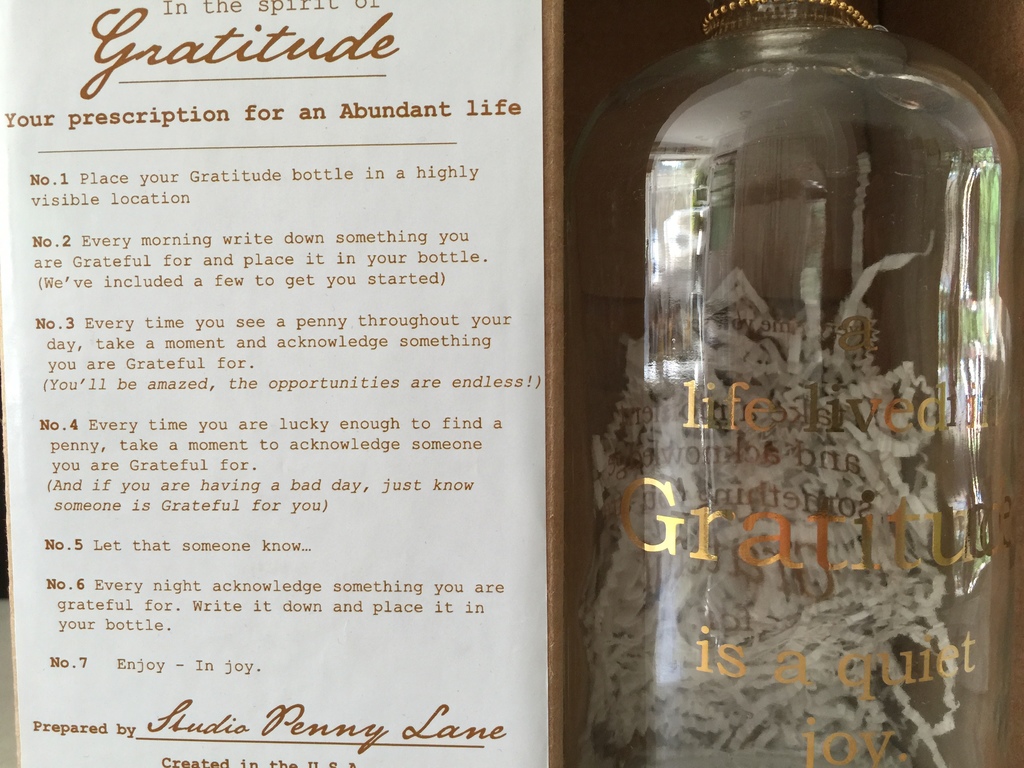 In the spirit of
Gratitude
Your prescription for an Abundant life
No.1 Place your Gratitude bottle in a highly
visible location
No.2 Every morning write down something you
are Grateful for and place it in your bottle.
(We've included a few to get you started)
No.3 Every time you see a penny throughout your
day, take a moment and acknowledge something
you are Grateful for.
(You'll be amazed, the opportunities are endless!)
No.4 Every time you are lucky enough to find a
penny, take a moment to acknowledge someone
you are Grateful for.
(And if you are having a bad day, just know
someone is Grateful for you)
No.5 Let that someone know…
No.6 Every night acknowledge something you are
grateful for. Write it down and place it in
your bottle.
No.7 Enjoy - In joy.
Prepared by Studio Penny Lane
Created in the U.S.A
a
life lived in
Gratitude
is a quiet
joy.